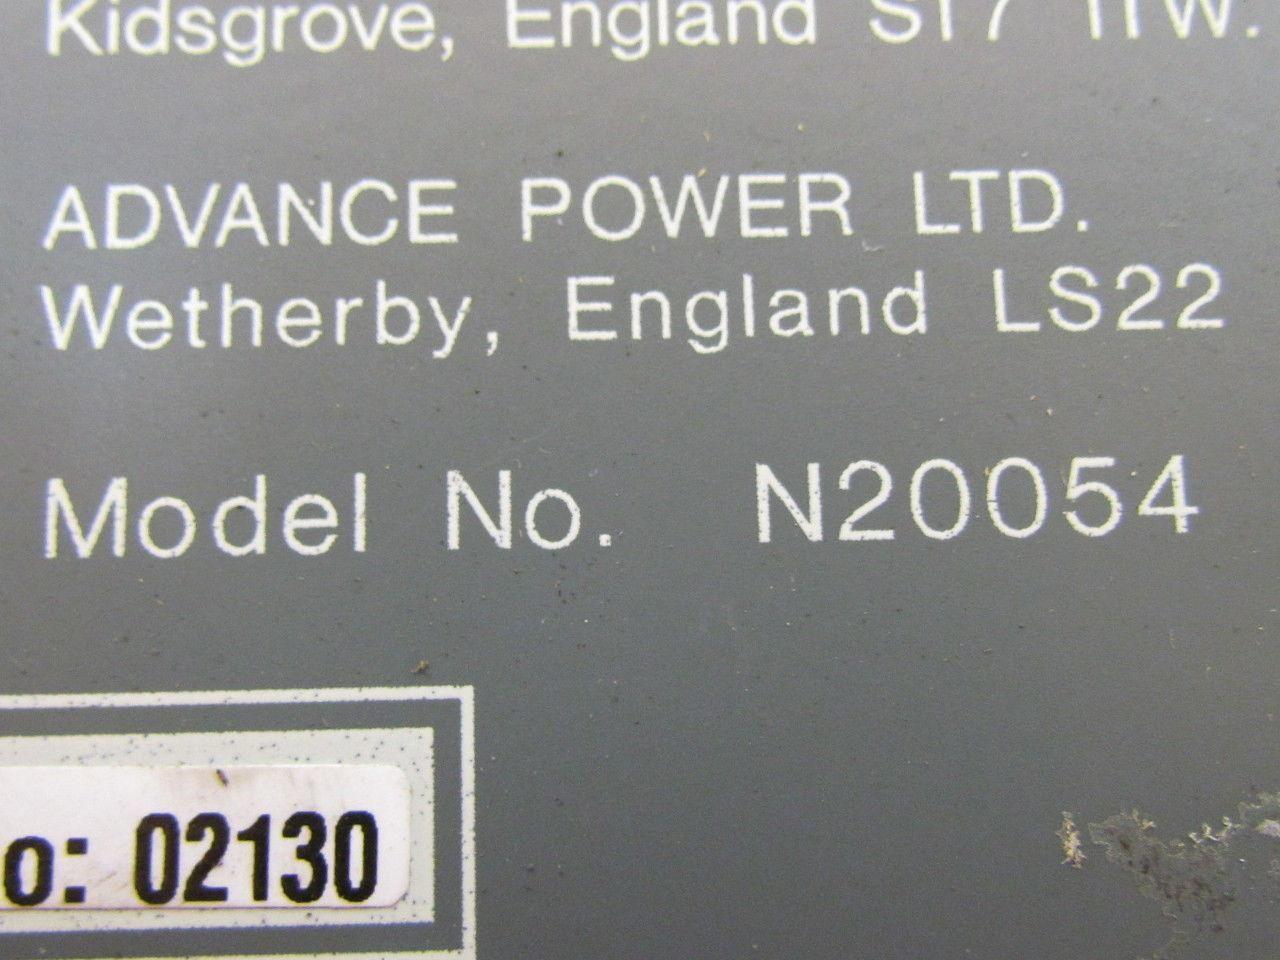 Kidsgrove, England ST7 1TW.
ADVANCE POWER LTD.
Wetherby, England LS22
Model No. N20054
o: 02130